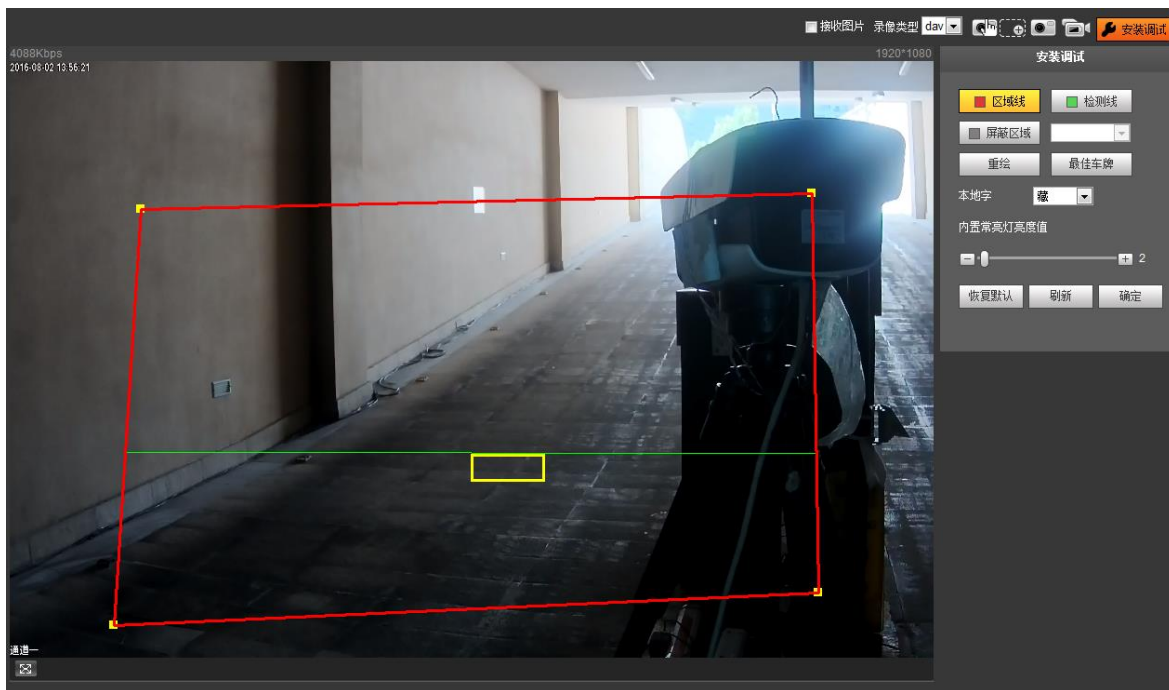 接收图片 录像类型 dav 安装调试
4088Kbps 1920*1080
2016-08-02 13:56:21
安装调试
区域线 检测线
屏蔽区域
重绘 最佳车牌
本地字 藏
内置常亮灯亮度值
2
恢复默认 刷新 确定
通道一